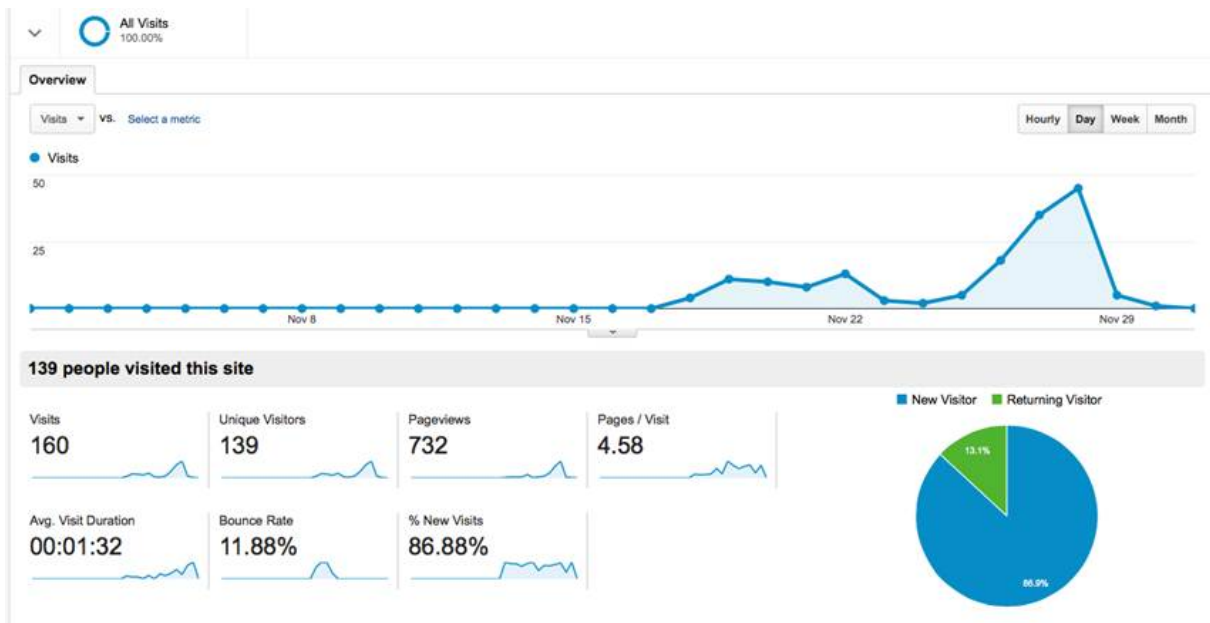 All Visits
100.00%
Overview
Visits VS. Select a metric
Hourly Day Week Month
Visits
50
25
Nov 8 Nov 15 Nov 22 Nov 29
139 people visited this site
New Visitor Returning Visitor
Visits Unique Visitors Pageviews Pages / Visit
160 139 732 4.58
13.1%
Avg. Visit Duration Bounce Rate % New Visits
00:01:32 11.88% 86.88%
86.9%